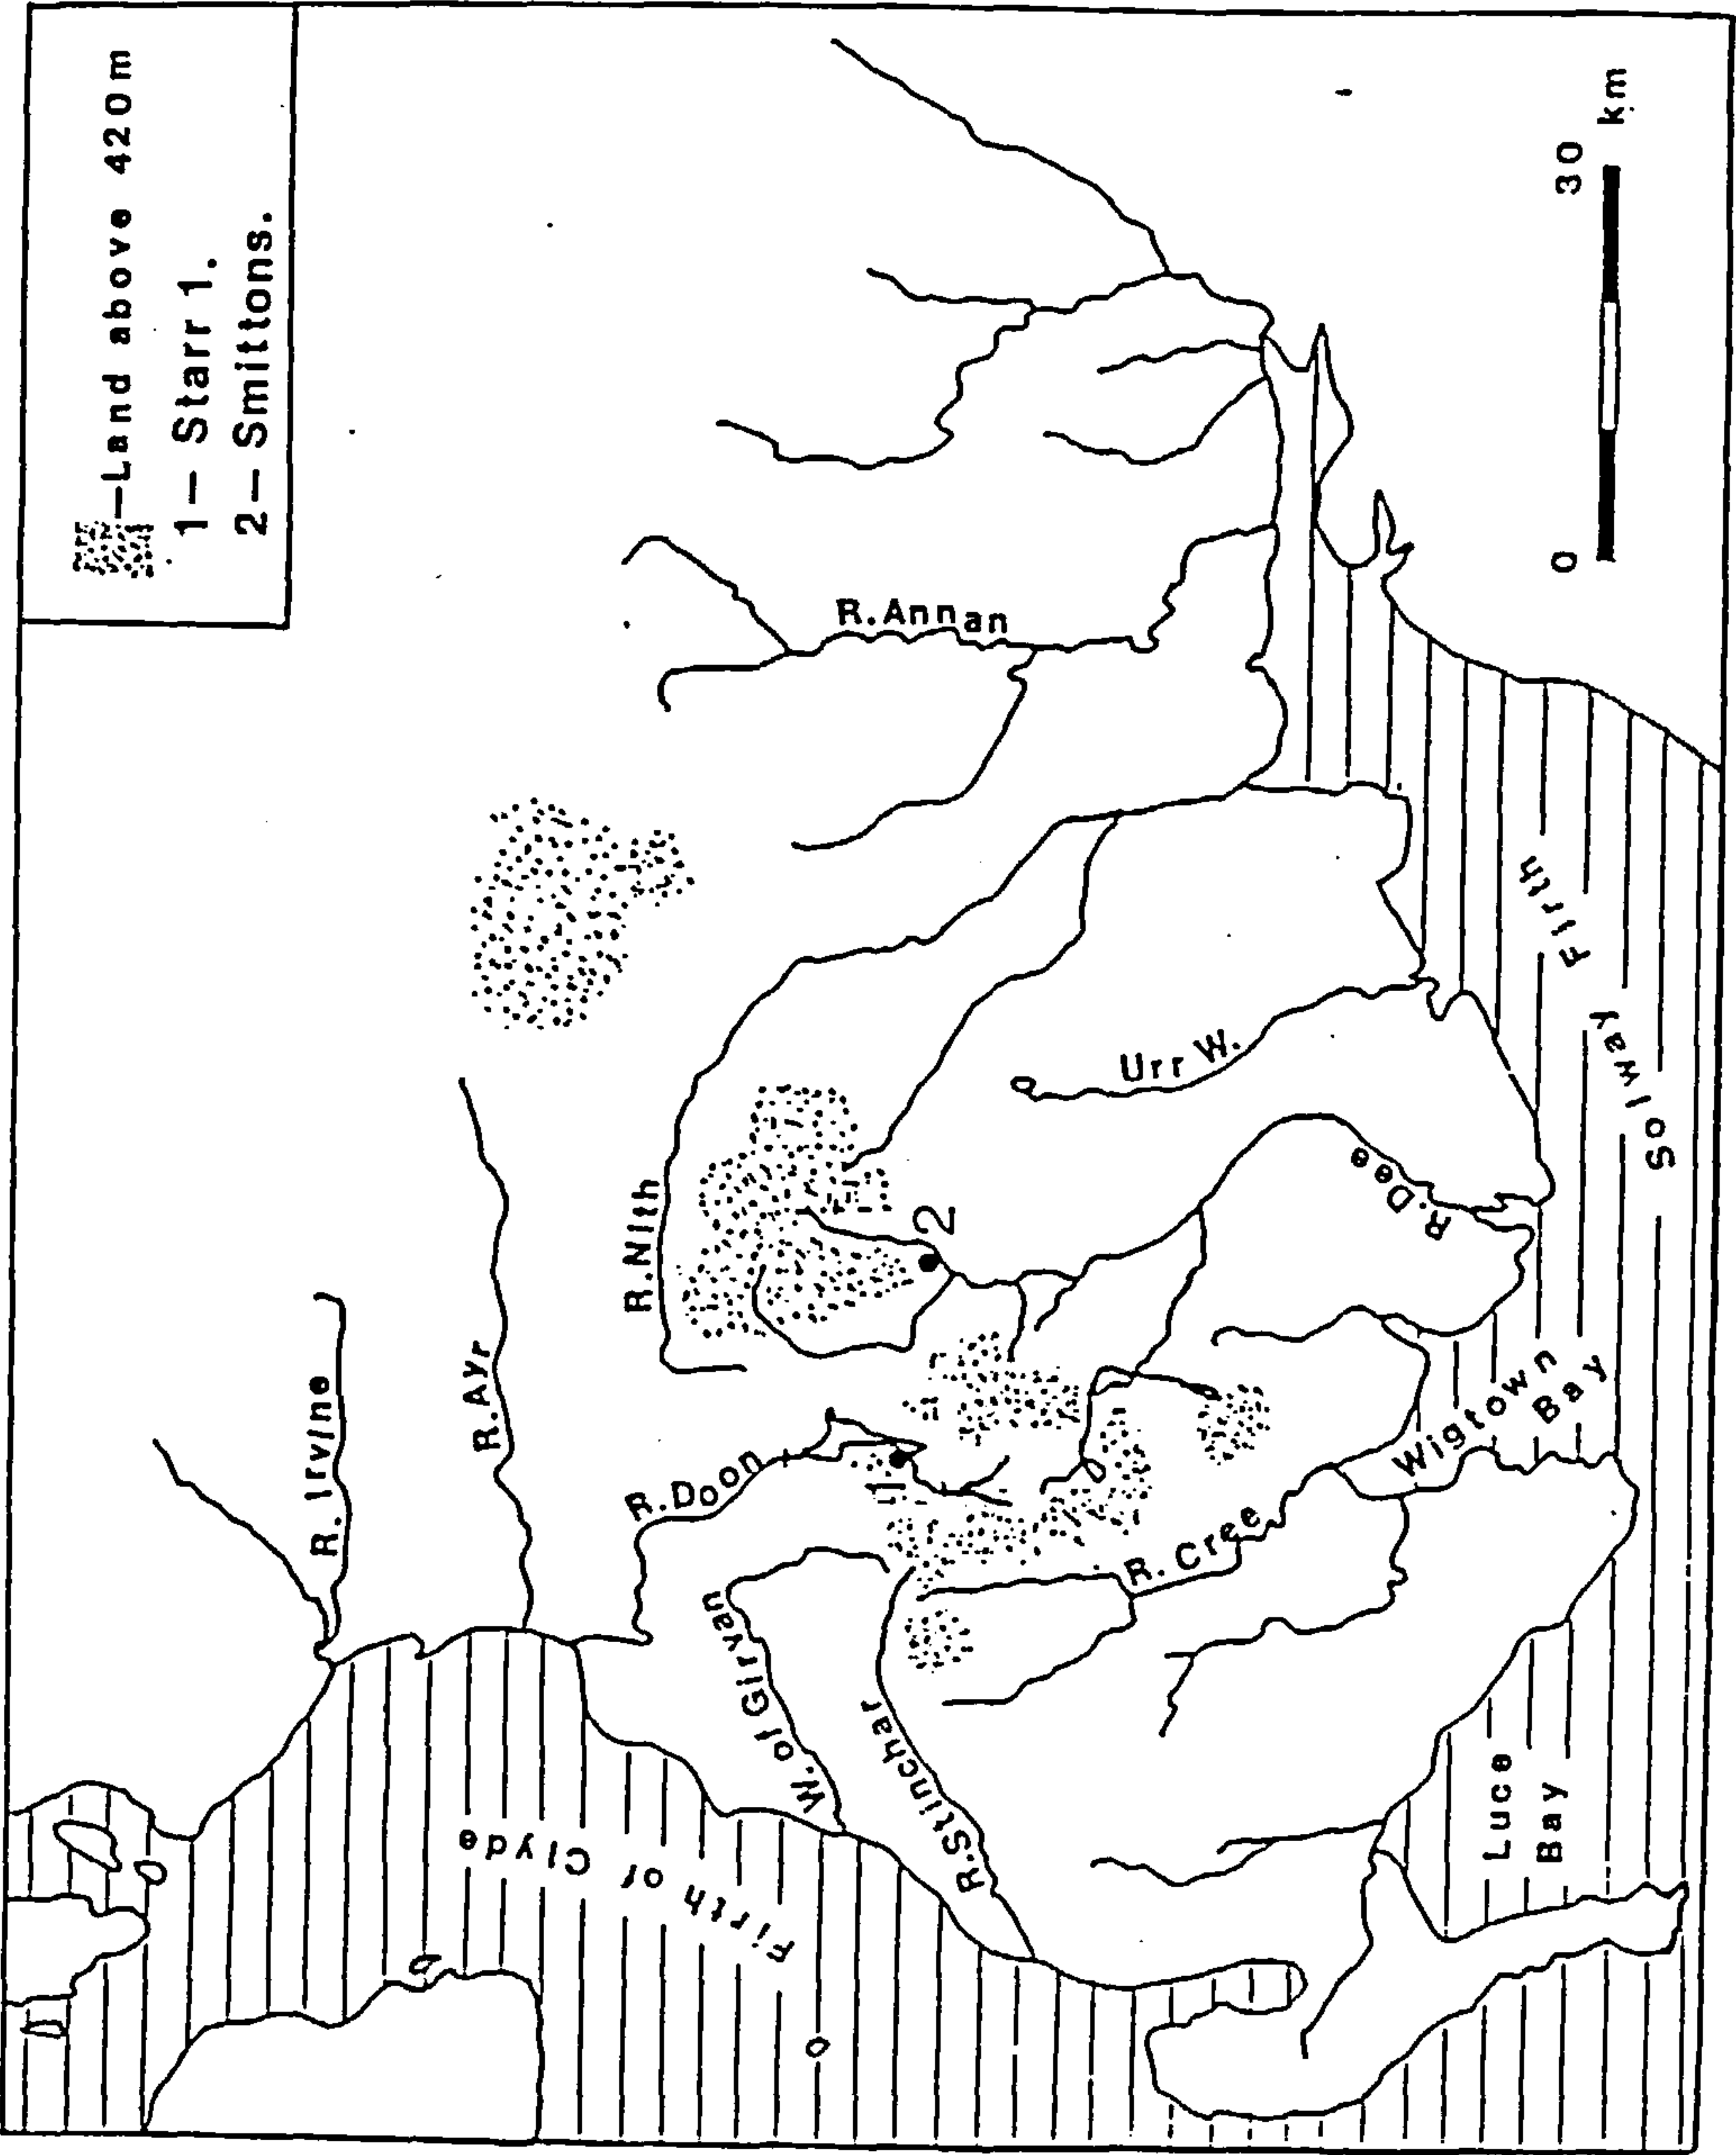 —Land above 420m
1— Starr 1.
2—Smittons.
R. Irvine
R. Ayr
R. Nith
R. Annan
R. Doon
W. of Girvan
R. Stinchar
Firth of Clyde
1
2
Urr W.
R. Dee
R. Cree
Wigtown
Bay
Luce
Bay
Solway Firth
0 30
km